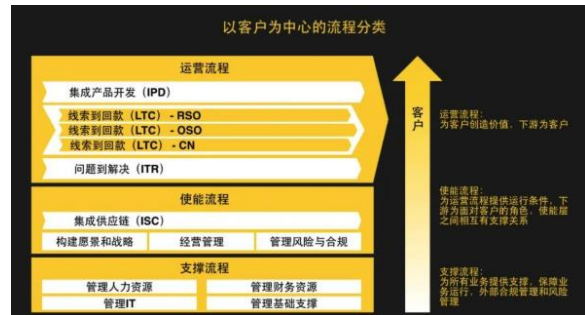 以客户为中心的流程分类
运营流程
集成产品开发（IPD）
线索到回款（LTC） - RSO
线索到回款（LTC） - OSO
线索到回款（LTC） - CN
问题到解决（ITR）
使能流程
集成供应链（ISC）
构建愿景和战略
经营管理
管理风险与合规
支撑流程
管理人力资源
管理财务资源
管理IT
管理基础支撑
客户
运营流程：
为客户创造价值，下游为客户
使能流程：
为运营流程提供运行条件，下
游为面对客户的角色，使能层
之间相互有支撑关系
支撑流程：
为所有业务提供支撑，保障业
务运行，外部合规管理和风险
管理